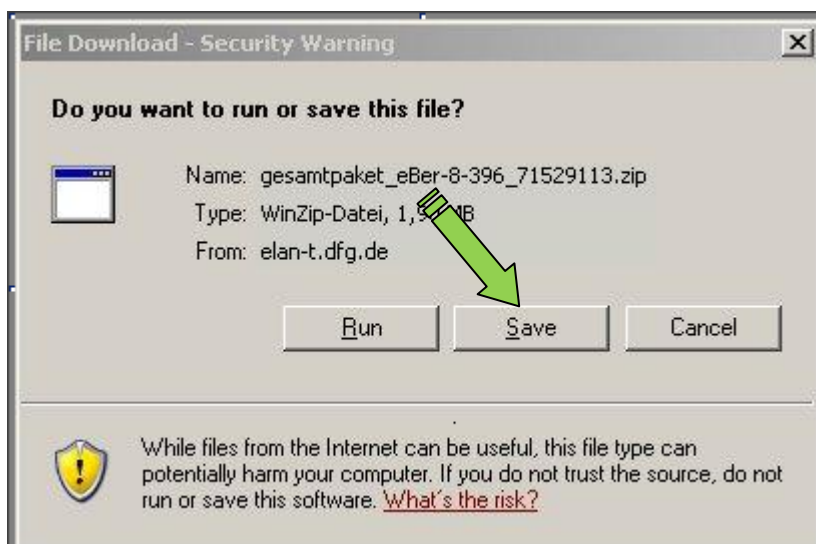 File Download - Security Warning
Do you want to run or save this file?
Name: gesamtpaket_eBer-8-396_71529113.zip
Type: WinZip-Datei, 1,9 MB
From: elan-t.dfg.de
Run Save Cancel
While files from the Internet can be useful, this file type can
potentially harm your computer. If you do not trust the source, do not
run or save this software. What's the risk?